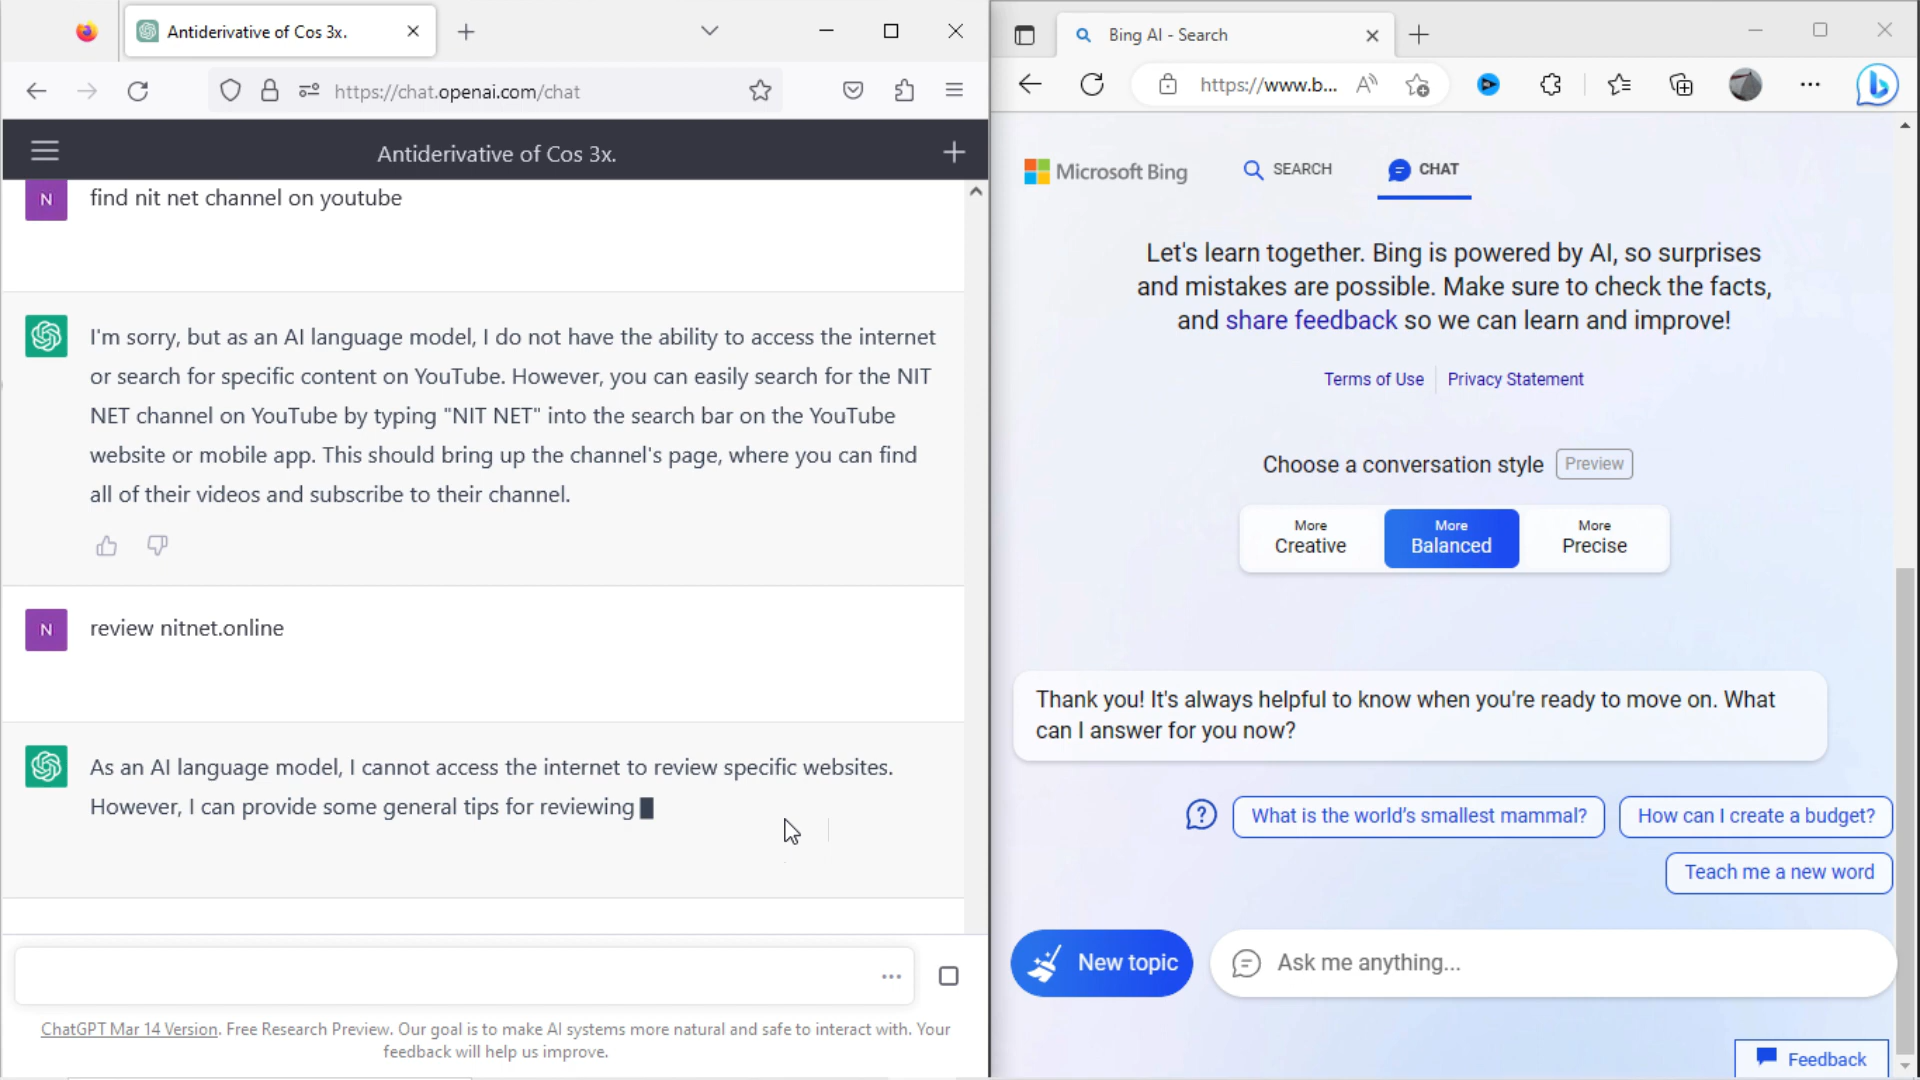 Antiderivative of Cos 3x.
https://chat.openai.com/chat
Antiderivative of Cos 3x.
N
find nit net channel on youtube
I'm sorry, but as an AI language model, I do not have the ability to access the internet
or search for specific content on YouTube. However, you can easily search for the NIT
NET channel on YouTube by typing "NIT NET" into the search bar on the YouTube
website or mobile app. This should bring up the channel's page, where you can find
all of their videos and subscribe to their channel.
N
review nitnet.online
As an AI language model, I cannot access the internet to review specific websites.
However, I can provide some general tips for reviewing
ChatGPT Mar 14 Version. Free Research Preview. Our goal is to make AI systems more natural and safe to interact with. Your
feedback will help us improve.
Bing AI - Search
https://www.b...
Microsoft Bing
SEARCH
CHAT
Let's learn together. Bing is powered by AI, so surprises
and mistakes are possible. Make sure to check the facts,
and share feedback so we can learn and improve!
Terms of Use
Privacy Statement
Choose a conversation style
Preview
More
Creative
More
Balanced
More
Precise
Thank you! It's always helpful to know when you're ready to move on. What
can I answer for you now?
What is the world's smallest mammal?
How can I create a budget?
Teach me a new word
New topic
Ask me anything...
Feedback